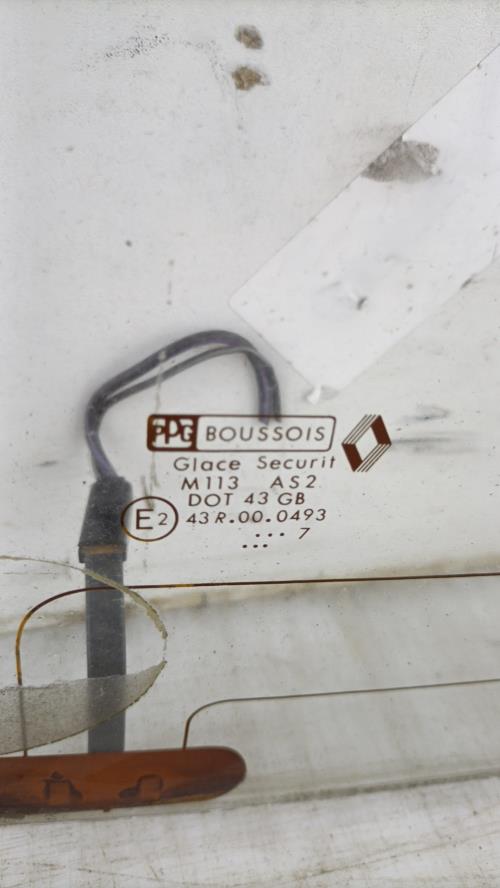 PPG BOUSSOIS
Glace Securit
M113 AS2
DOT 43 GB
E2 43R.00.0493
.... 7
...